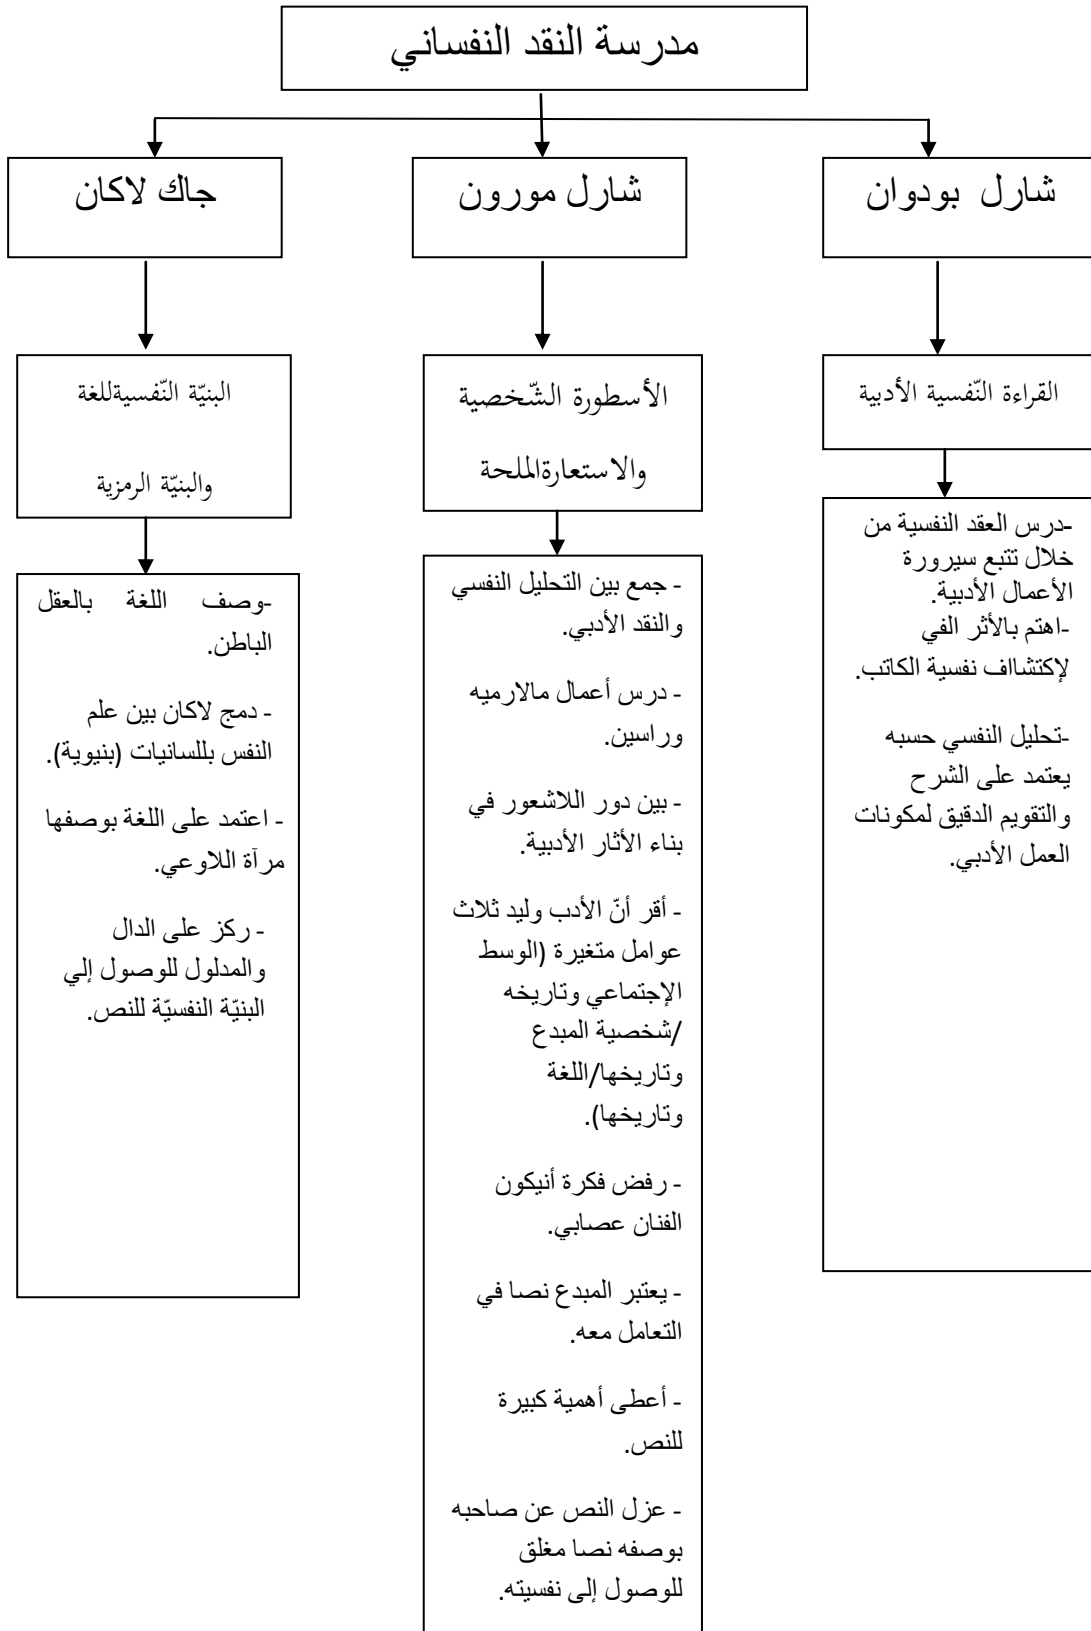 مدرسة النقد النفساني
شارل بودوان
شارل مورون
جاك لاكان
القراءة النّفسية الأدبية
الأسطورة الشّخصية
والاستعارةالملحة
البنيّة النّفسيةللغة
والبنيّة الرمزية
-درس العقد النفسية من
خلال تتبع سيرورة
الأعمال الأدبية.
-اهتم بالأثر الفي
لإكتشااف نفسية الكاتب.
-تحليل النفسي حسبه
يعتمد على الشرح
والتقويم الدقيق لمكونات
العمل الأدبي.
- جمع بين التحليل النفسي
والنقد الأدبي.
- درس أعمال مالارميه
وراسين.
- بين دور اللاشعور في
بناء الأثار الأدبية.
- أقر أنّ الأدب وليد ثلاث
عوامل متغيرة (الوسط
الإجتماعي وتاريخه
/شخصية المبدع
وتاريخها/اللغة
وتاريخها).
- رفض فكرة أنيكون
الفنان عصابي.
- يعتبر المبدع نصا في
التعامل معه.
- أعطى أهمية كبيرة
للنص.
- عزل النص عن صاحبه
بوصفه نصا مغلق
للوصول إلى نفسيته.
-وصف اللغة بالعقل
الباطن.
- دمج لاكان بين علم
النفس بللسانيات (بنيوية).
- اعتمد على اللغة بوصفها
مرآة اللاوعي.
- ركز على الدال
والمدلول للوصول إلي
البنيّة النفسيّة للنص.